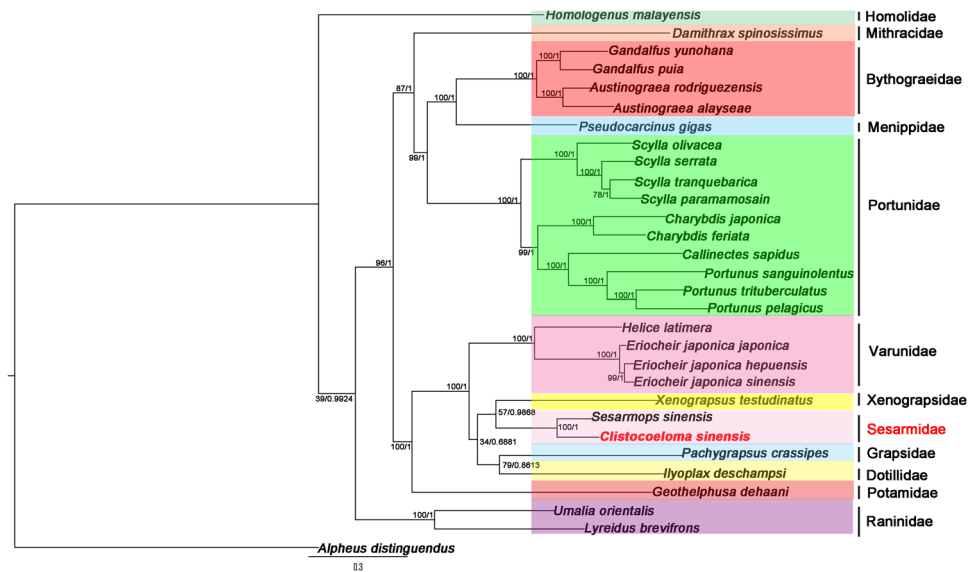 Homologenus malayensis Homolidae
Damithrax spinosissimus Mithracidae
Gandalfus yunohana
100/1
87/1 100/1 Gandalfus puia Bythograeidae
Austinograea rodriguezensis
100/1
100/1 Austinograea alayseae
Pseudocarcinus gigas Menippidae
Scylla olivacea
100/1
99/1 Scylla serrata
100/1
100/1 Scylla tranquebarica
78/1 Scylla paramamosain
Portunidae
Charybdis japonica
100/1
Charybdis feriata
99/1 Callinectes sapidus
96/1 100/1 Portunus sanguinolentus
100/1
Portunus trituberculatus
100/1 Portunus pelagicus
Helice latimera
100/1 Eriocheir japonica japonica Varunidae
100/1 Eriocheir japonica hepuensis
99/1 Eriocheir japonica sinensis
100/1
39/0.9924 Xenograpsus testudinatus Xenograpsidae
57/0.9868 Sesarmops sinensis
100/1 Sesarmidae
34/0.6881 Clistocoeloma sinensis
100/1 Pachygrapsus crassipes Grapsidae
79/0.8613 Ilyoplax deschampsi Dotillidae
Geothelphusa dehaani Potamidae
Umalia orientalis
100/1 Raninidae
Lyreidus brevifrons
Alpheus distinguendus
0.3